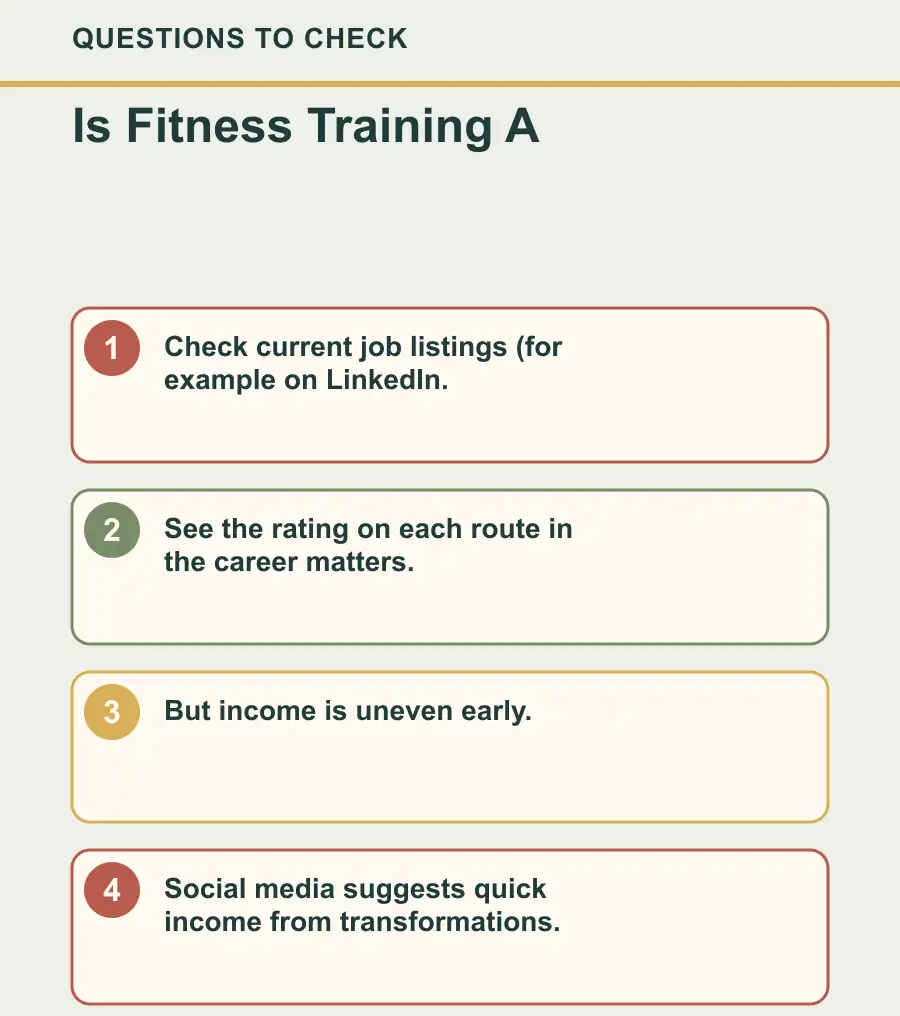 QUESTIONS TO CHECK
Is Fitness Training A
1
Check current job listings (for
example on LinkedIn.
2
See the rating on each route in
the career matters.
3
But income is uneven early.
4
Social media suggests quick
income from transformations.